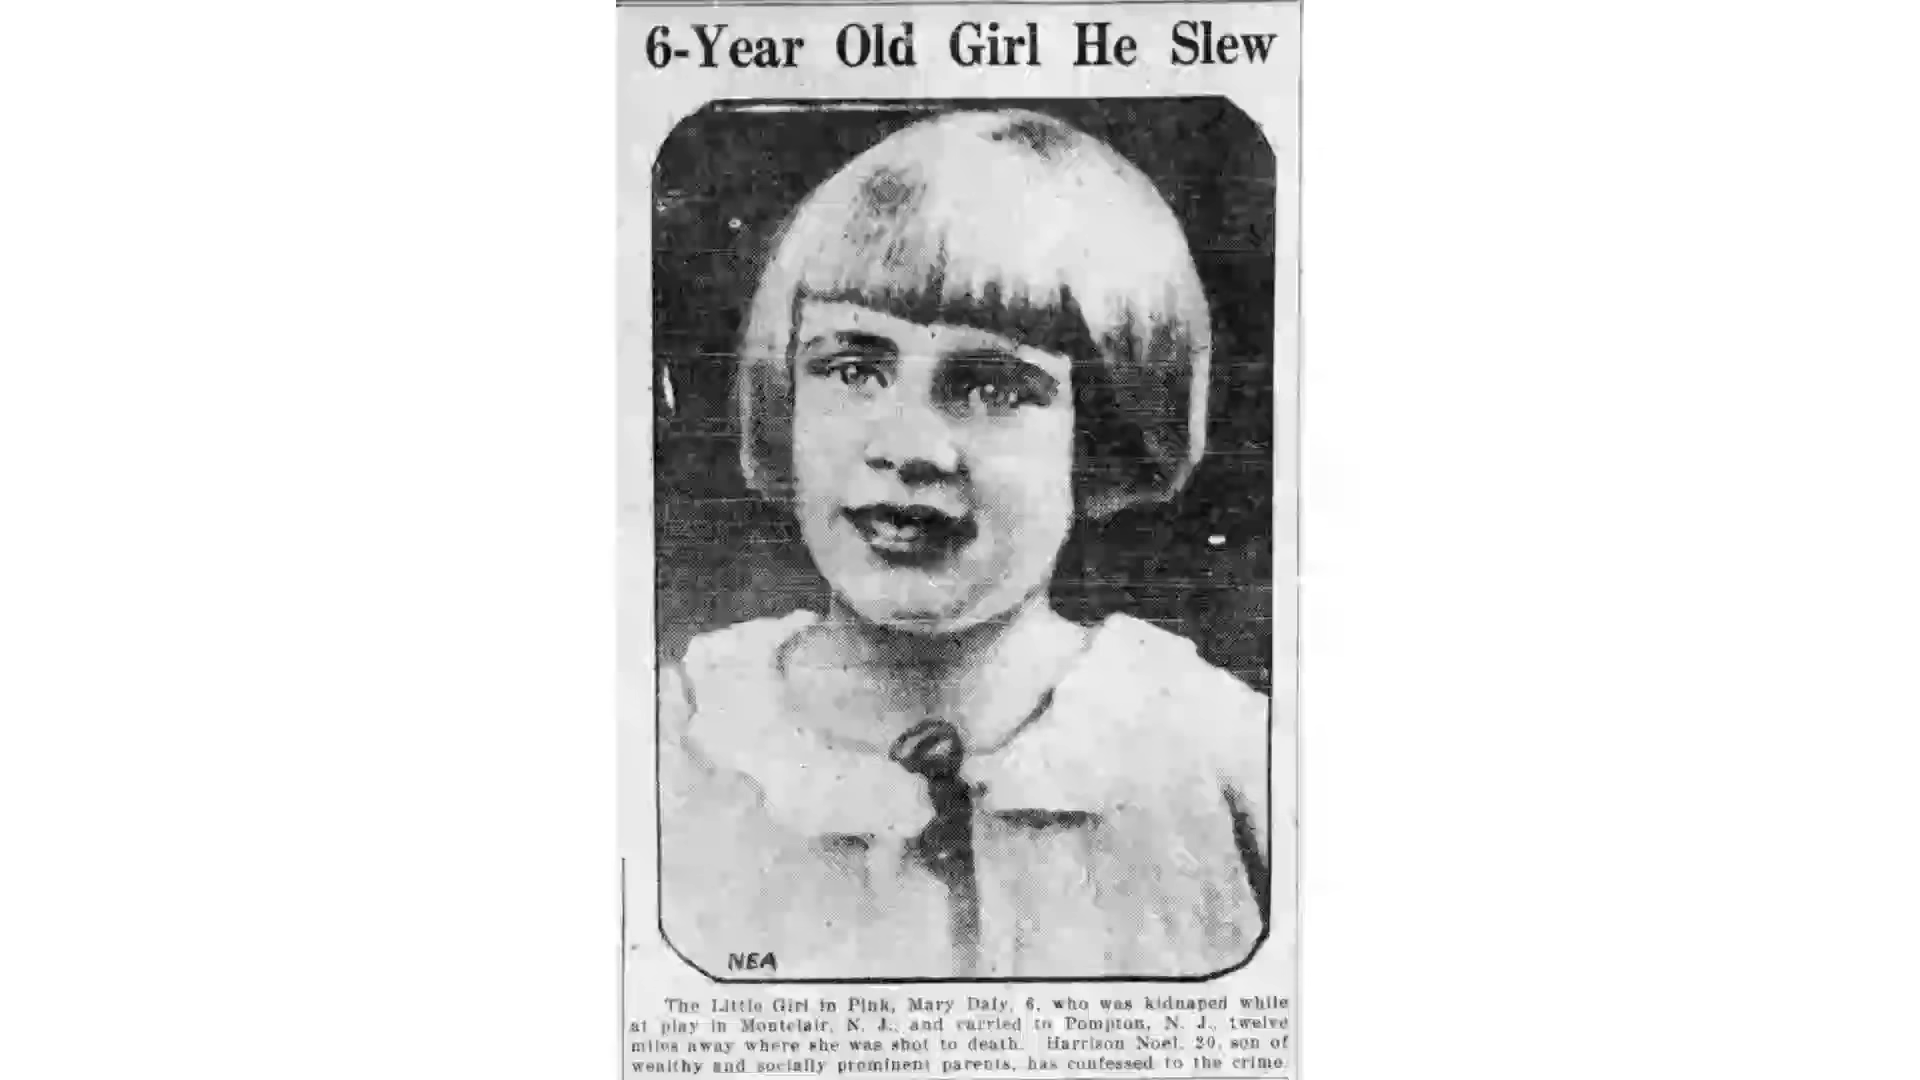 6-Year Old Girl He Slew
NEA
The Little Girl in Pink, Mary Daly, 6, who was kidnaped while
at play in Montclair, N. J., and carried to Pompton, N. J., twelve
miles away where she was shot to death. Harrison Noel, 20, son of
wealthy and socially prominent parents, has confessed to the crime.